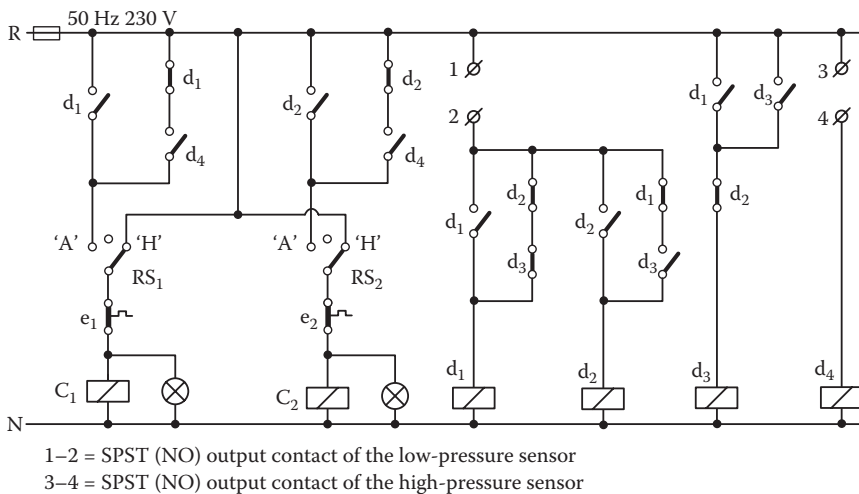 50 Hz 230 V
R
d1 d1 d2 d2 1 d1 d3 3
2 4
d4 d4
d2 d1 d2
d1 d2
'A' 'H' 'A' 'H'
d3 d3
RS1 RS2
e1 e2
C1 C2 d1 d2 d3 d4
N
1–2 = SPST (NO) output contact of the low-pressure sensor
3–4 = SPST (NO) output contact of the high-pressure sensor